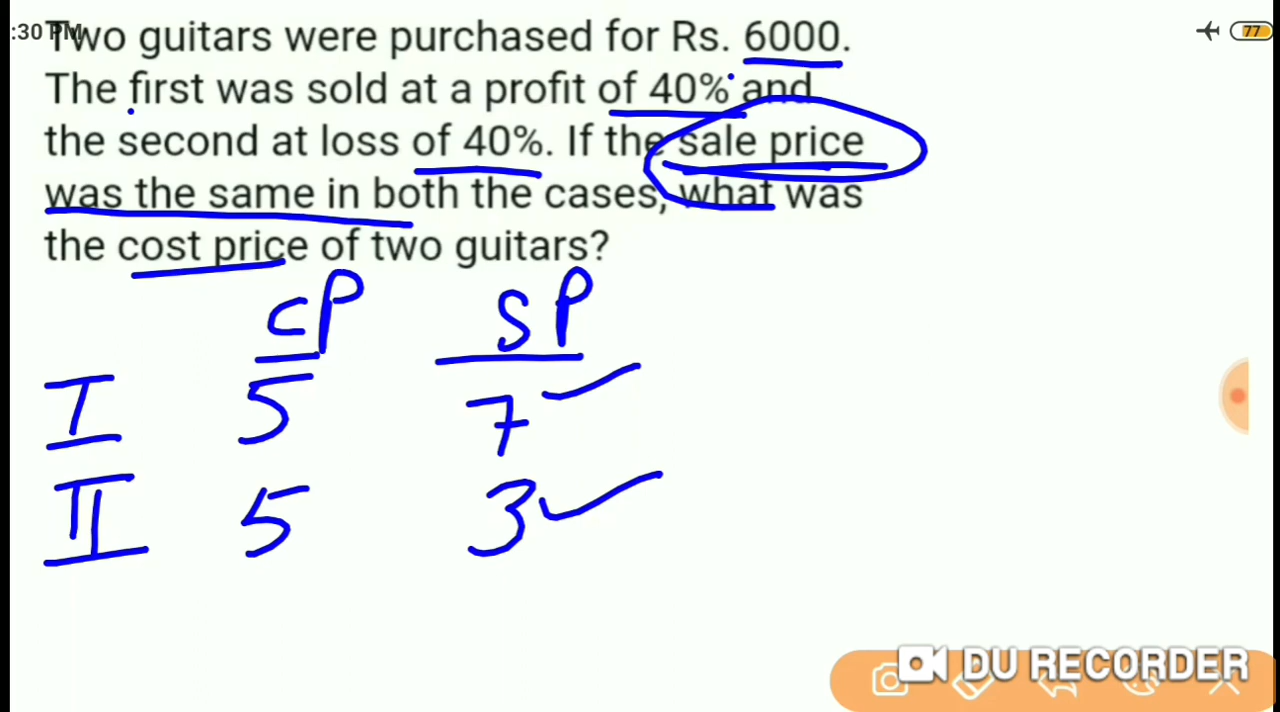 :30 PM
77
Two guitars were purchased for Rs. 6000.
The first was sold at a profit of 40% and
the second at loss of 40%. If the sale price
was the same in both the cases, what was
the cost price of two guitars?
CP SP
I 5 7
II 5 3
DU RECORDER